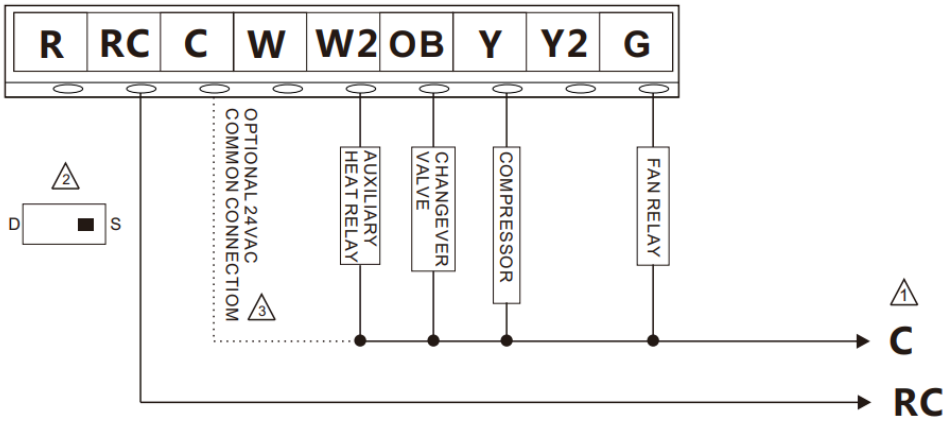 R RC C W W2 OB Y Y2 G
OPTIONAL 24VAC
COMMON CONNECTIOM
AUXILIARY
HEAT RELAY
CHANGEVER
VALVE
COMPRESSOR
FAN RELAY
2
D S
3
1
C
RC